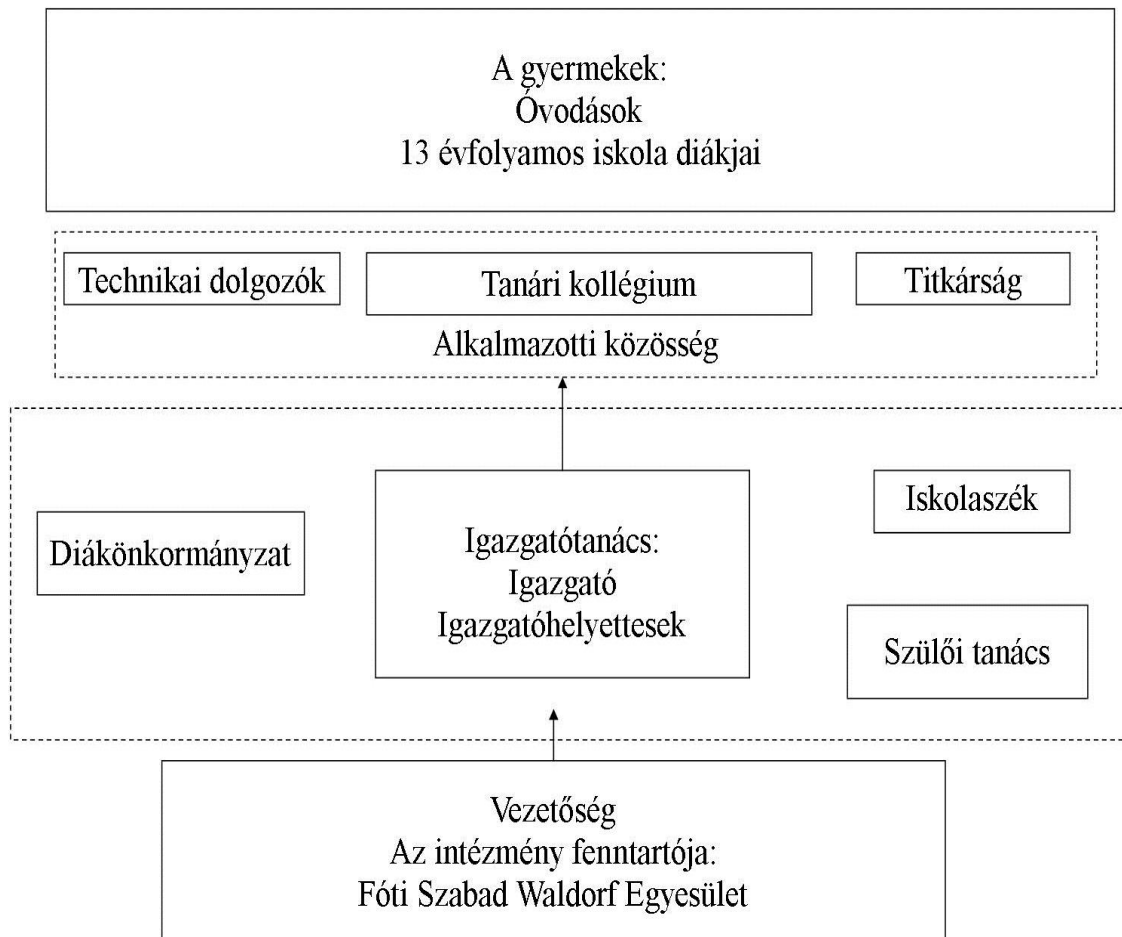 A gyermekek:
Óvodások
13 évfolyamos iskola diákjai
Technikai dolgozók
Tanári kollégium
Titkárság
Alkalmazotti közösség
Diákönkormányzat
Igazgatótanács:
Igazgató
Igazgatóhelyettesek
Iskolaszék
Szülői tanács
Vezetőség
Az intézmény fenntartója:
Fóti Szabad Waldorf Egyesület